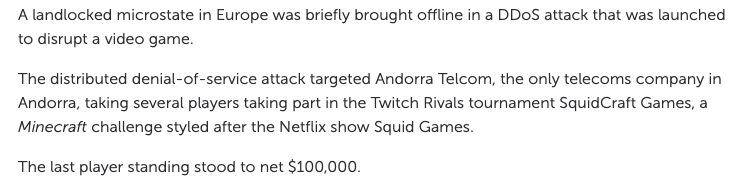 A landlocked microstate in Europe was briefly brought offline in a DDoS attack that was launched
to disrupt a video game.
The distributed denial-of-service attack targeted Andorra Telcom, the only telecoms company in
Andorra, taking several players taking part in the Twitch Rivals tournament SquidCraft Games, a
Minecraft challenge styled after the Netflix show Squid Games.
The last player standing stood to net $100,000.